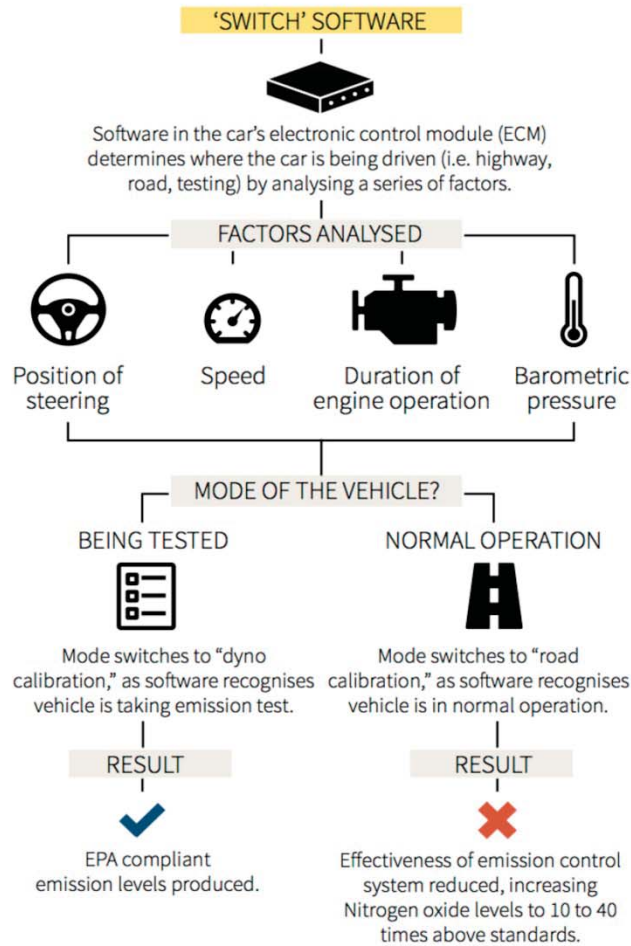 ‘SWITCH’ SOFTWARE
Software in the car’s electronic control module (ECM)
determines where the car is being driven (i.e. highway,
road, testing) by analysing a series of factors.
FACTORS ANALYSED
Position of
steering
Speed
Duration of
engine operation
Barometric
pressure
MODE OF THE VEHICLE?
BEING TESTED
Mode switches to “dyno
calibration,” as software recognises
vehicle is taking emission test.
RESULT
EPA compliant
emission levels produced.
NORMAL OPERATION
Mode switches to “road
calibration,” as software recognises
vehicle is in normal operation.
RESULT
Effectiveness of emission control
system reduced, increasing
Nitrogen oxide levels to 10 to 40
times above standards.